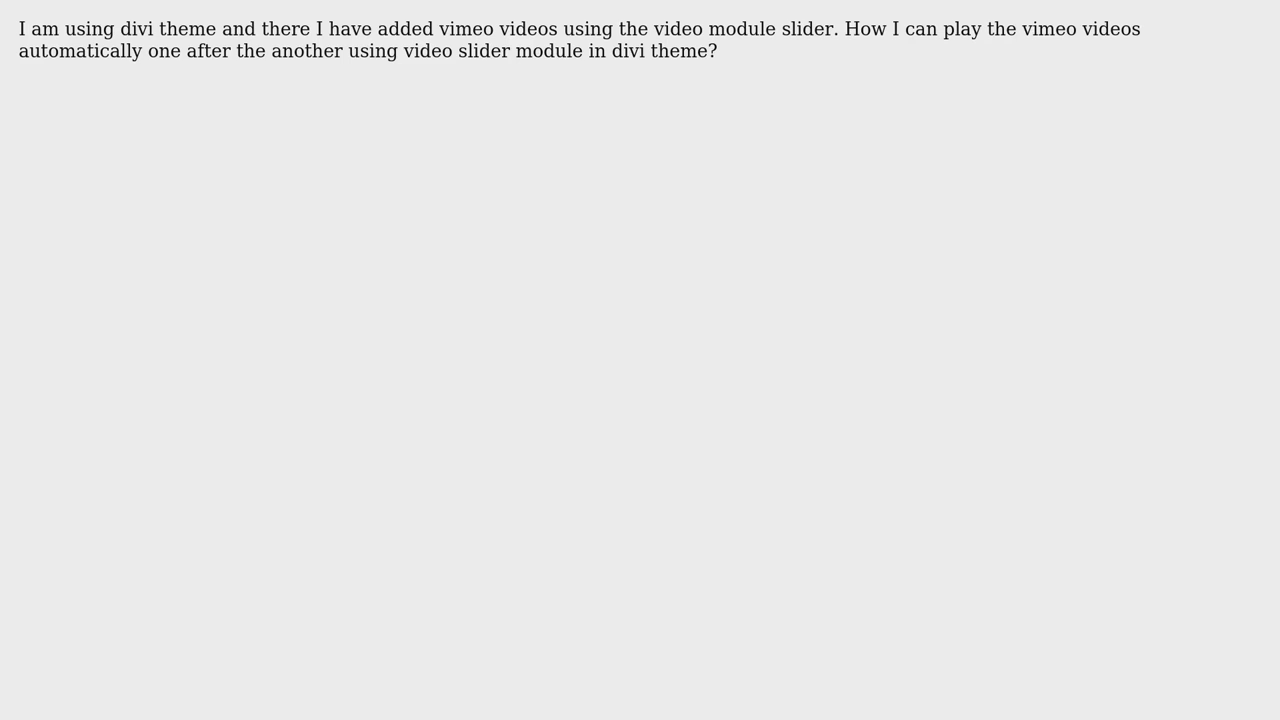 I am using divi theme and there I have added vimeo videos using the video module slider. How I can play the vimeo videos
automatically one after the another using video slider module in divi theme?